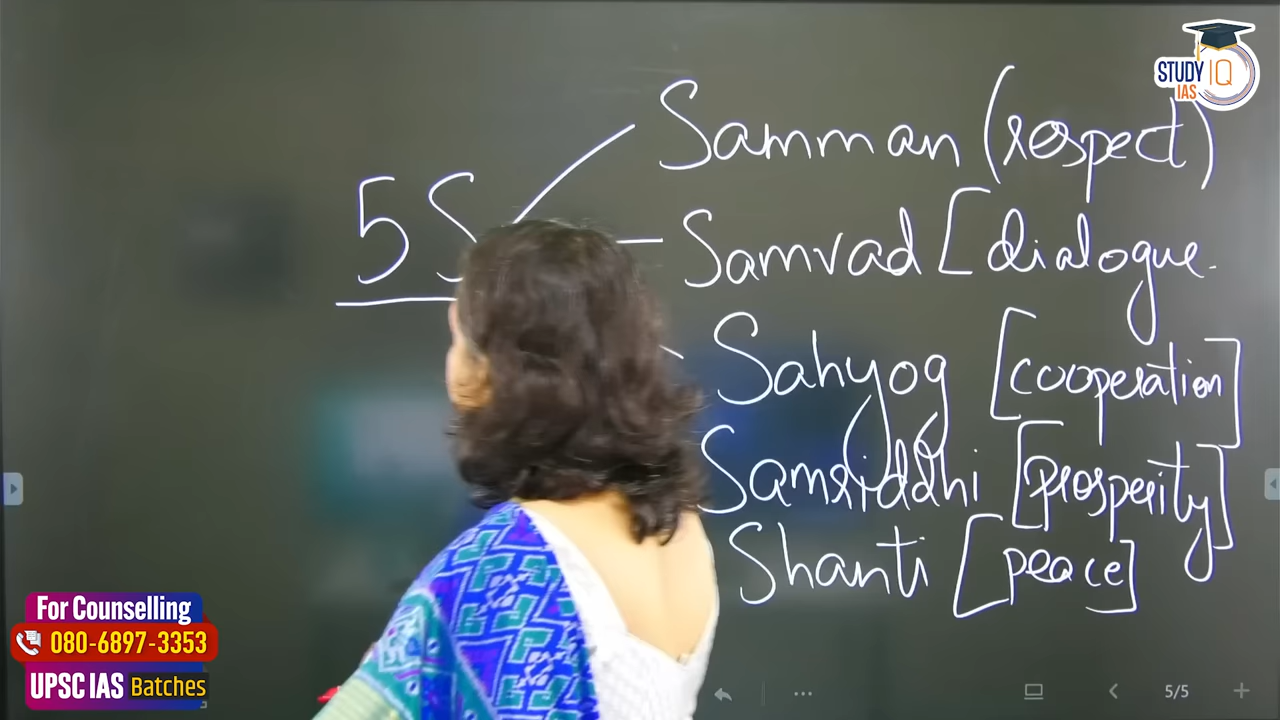 STUDY IQ
IAS
5S
Samman (respect)
Samvad [dialogue.
Sahyog [cooperation]
Samriddhi [prosperity]
Shanti [peace]
For Counselling
080-6897-3353
UPSC IAS Batches
5/5